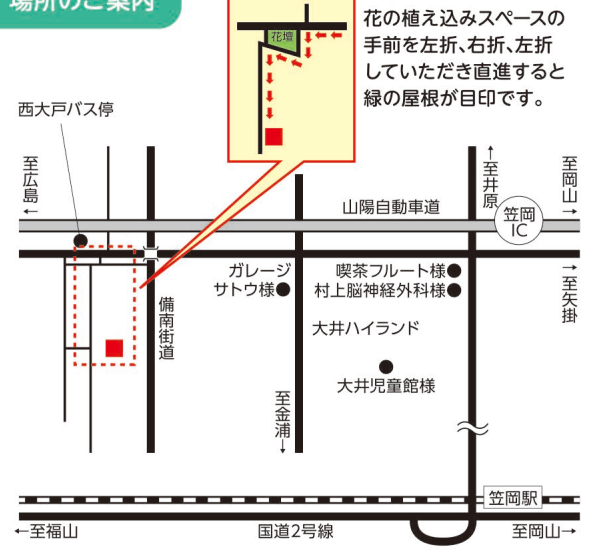 場所のご案内
花壇
花の植え込みスペースの
手前を左折、右折、左折
していただき直進すると
緑の屋根が目印です。
西大戸バス停
至広島
←
山陽自動車道
←至井原
笠岡
IC
至岡山→
→至矢掛
ガレージ
サトウ様
喫茶フルート様
村上脳神経外科様
備南街道
大井ハイランド
大井児童館様
至金浦→
笠岡駅
←至福山
国道2号線
至岡山→